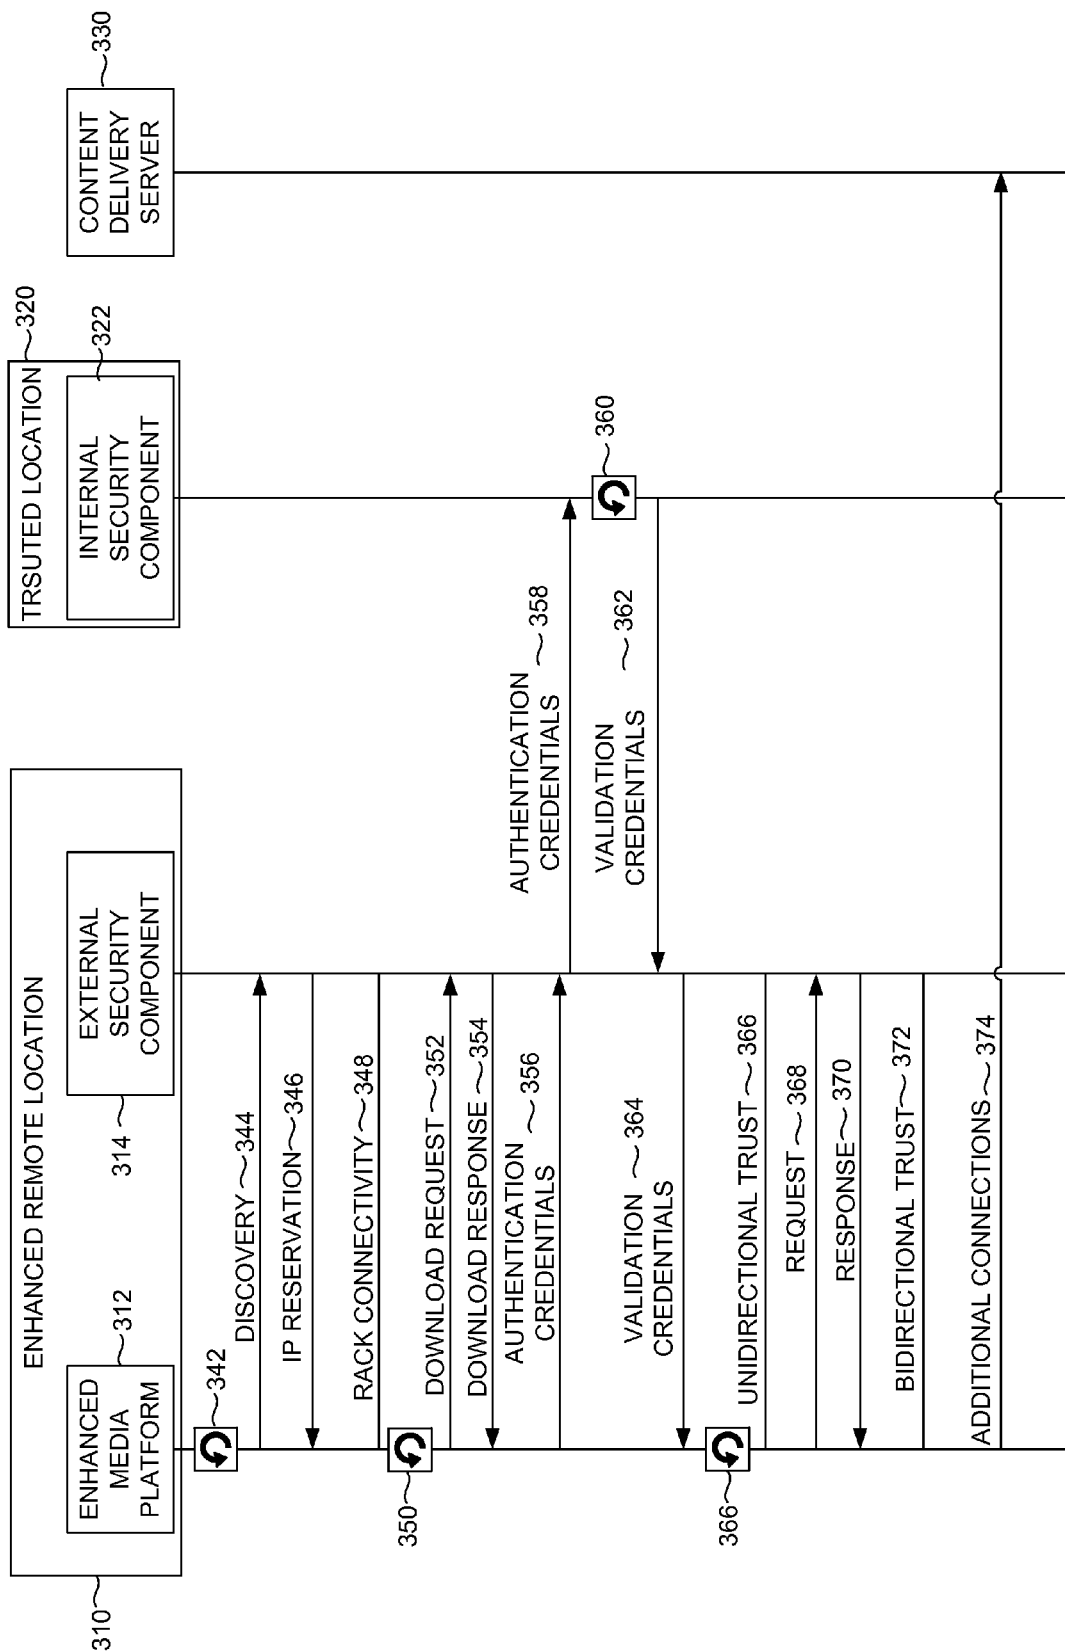 ENHANCED REMOTE LOCATION
310
ENHANCED
MEDIA
PLATFORM
312
EXTERNAL
SECURITY
COMPONENT
314
TRSUTED LOCATION
320
INTERNAL
SECURITY
COMPONENT
322
CONTENT
DELIVERY
SERVER
330
342
DISCOVERY 344
IP RESERVATION 346
RACK CONNECTIVITY 348
350
DOWNLOAD REQUEST 352
DOWNLOAD RESPONSE 354
AUTHENTICATION
CREDENTIALS
356
AUTHENTICATION
CREDENTIALS
358
360
VALIDATION
CREDENTIALS
362
VALIDATION
CREDENTIALS
364
366
UNIDIRECTIONAL TRUST 366
REQUEST 368
RESPONSE 370
BIDIRECTIONAL TRUST 372
ADDITIONAL CONNECTIONS 374